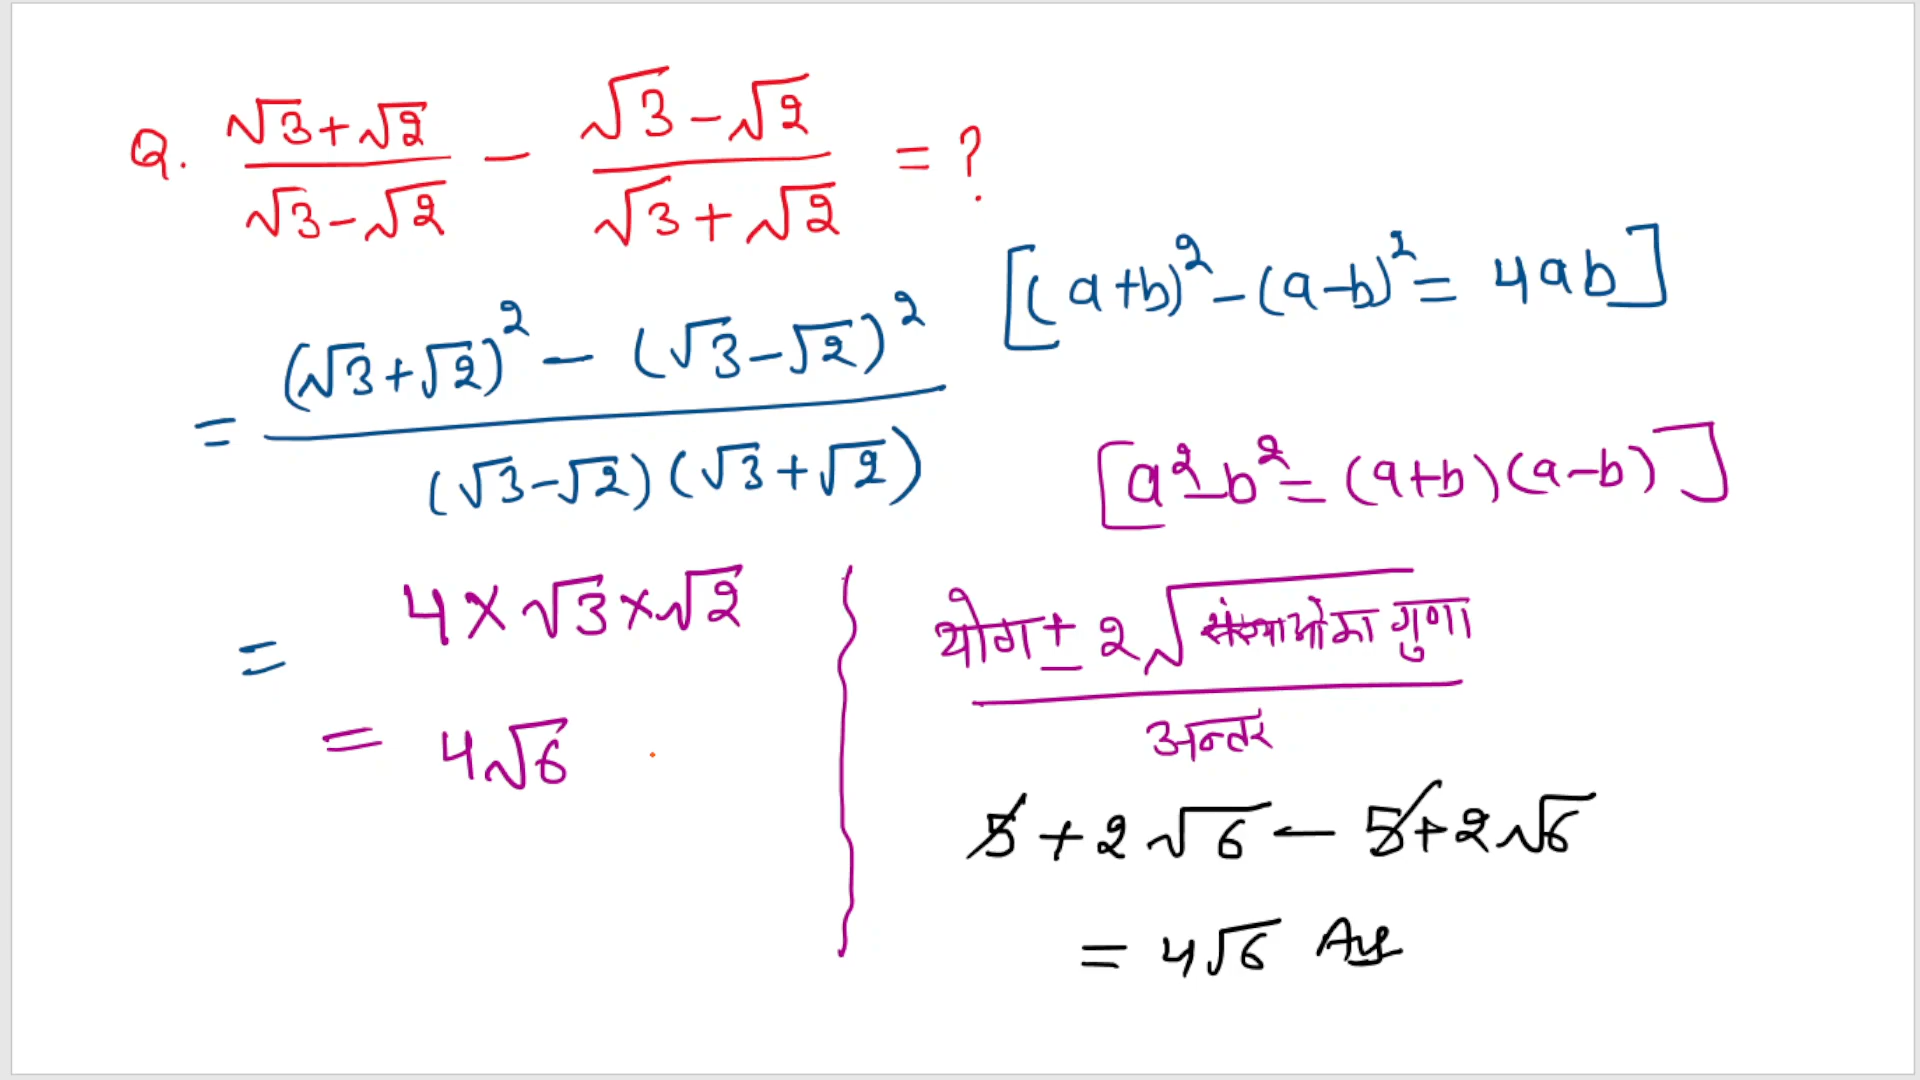 Q. (√3+√2)/(√3-√2) - (√3-√2)/(√3+√2) = ?
[(a+b)² - (a-b)² = 4ab]
= ((√3+√2)² - (√3-√2)²)/((√3-√2)(√3+√2))
[a²-b² = (a+b)(a-b)]
= 4×√3×√2
= 4√6
योग ± 2√संख्याओं का गुणा
अन्तर
5+2√6 - 5+2√6
= 4√6 Ans